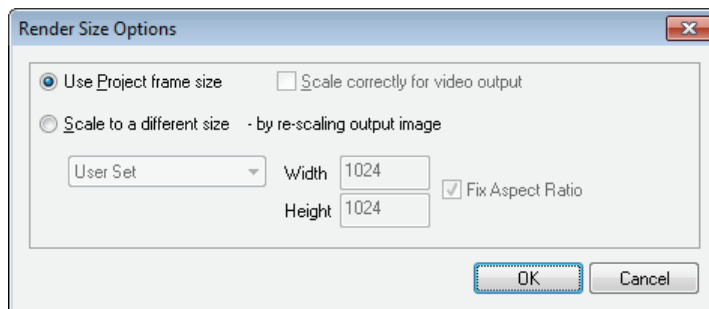 Render Size Options
Use Project frame size
Scale correctly for video output
Scale to a different size - by re-scaling output image
User Set
Width 1024
Fix Aspect Ratio
Height 1024
OK
Cancel